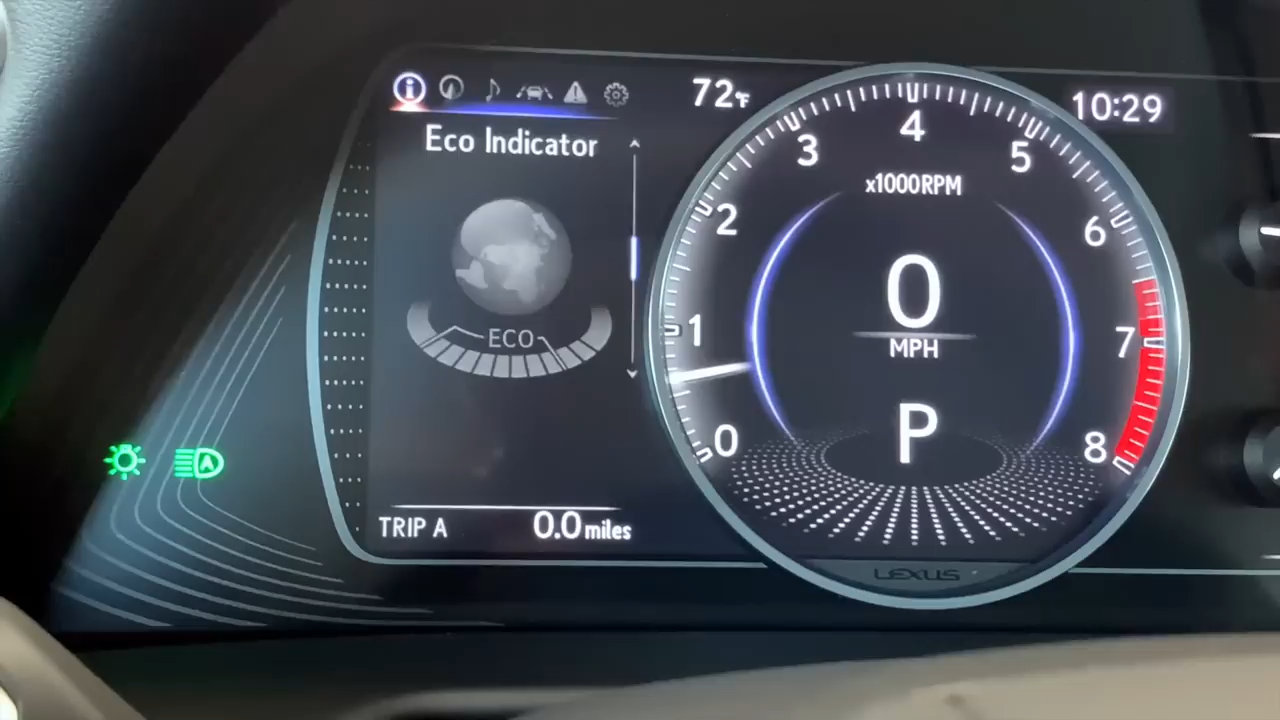 72°F
10:29
Eco Indicator
ECO
TRIP A 0.0 miles
0
1
2
3
4
5
6
7
8
x1000RPM
0
MPH
P
LEXUS
A